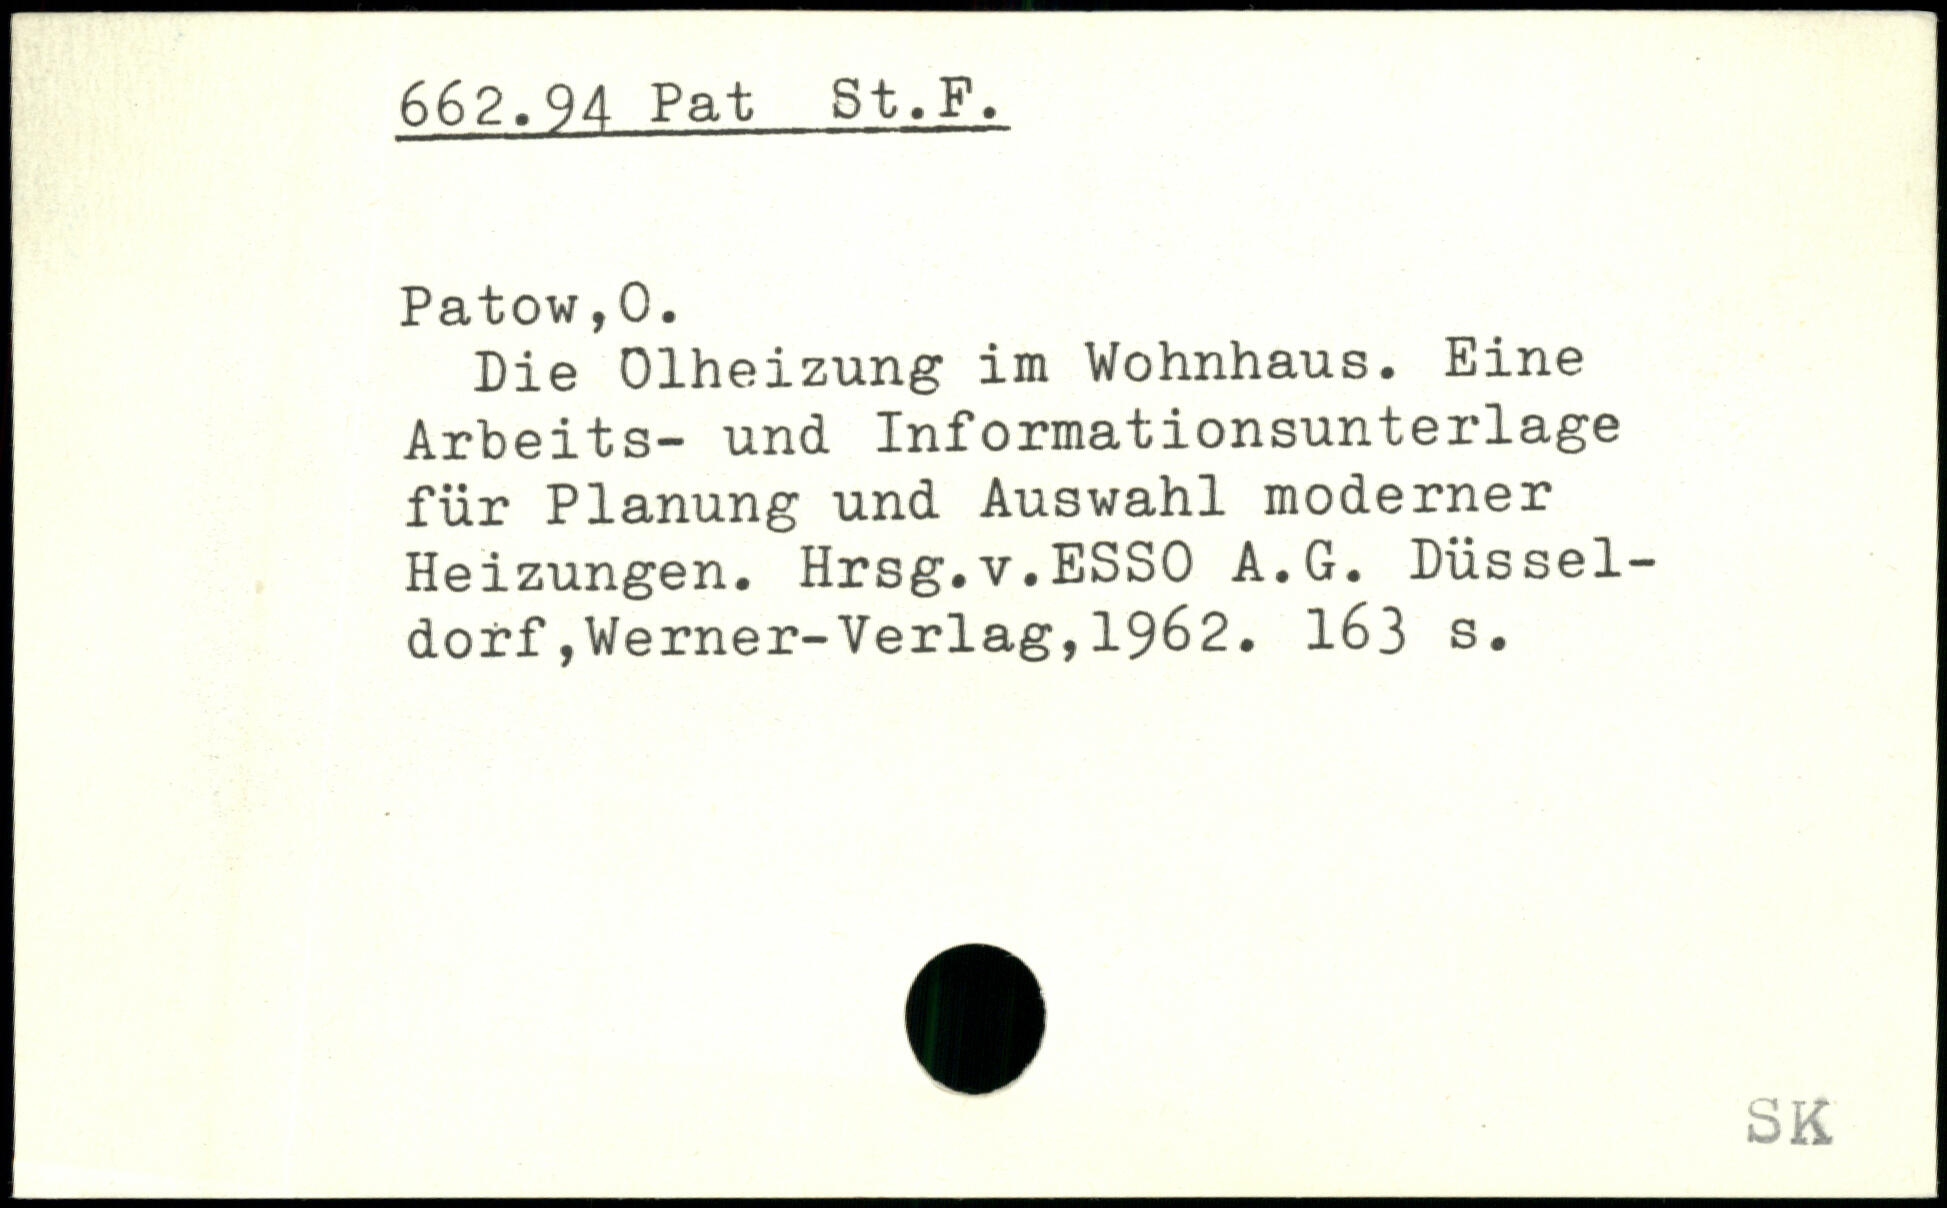 662.94 Pat St.F.
Patow,O.
Die Ölheizung im Wohnhaus. Eine
Arbeits- und Informationsunterlage
für Planung und Auswahl moderner
Heizungen. Hrsg.v.ESSO A.G. Düssel-
dorf,Werner-Verlag,1962. 163 s.
SK